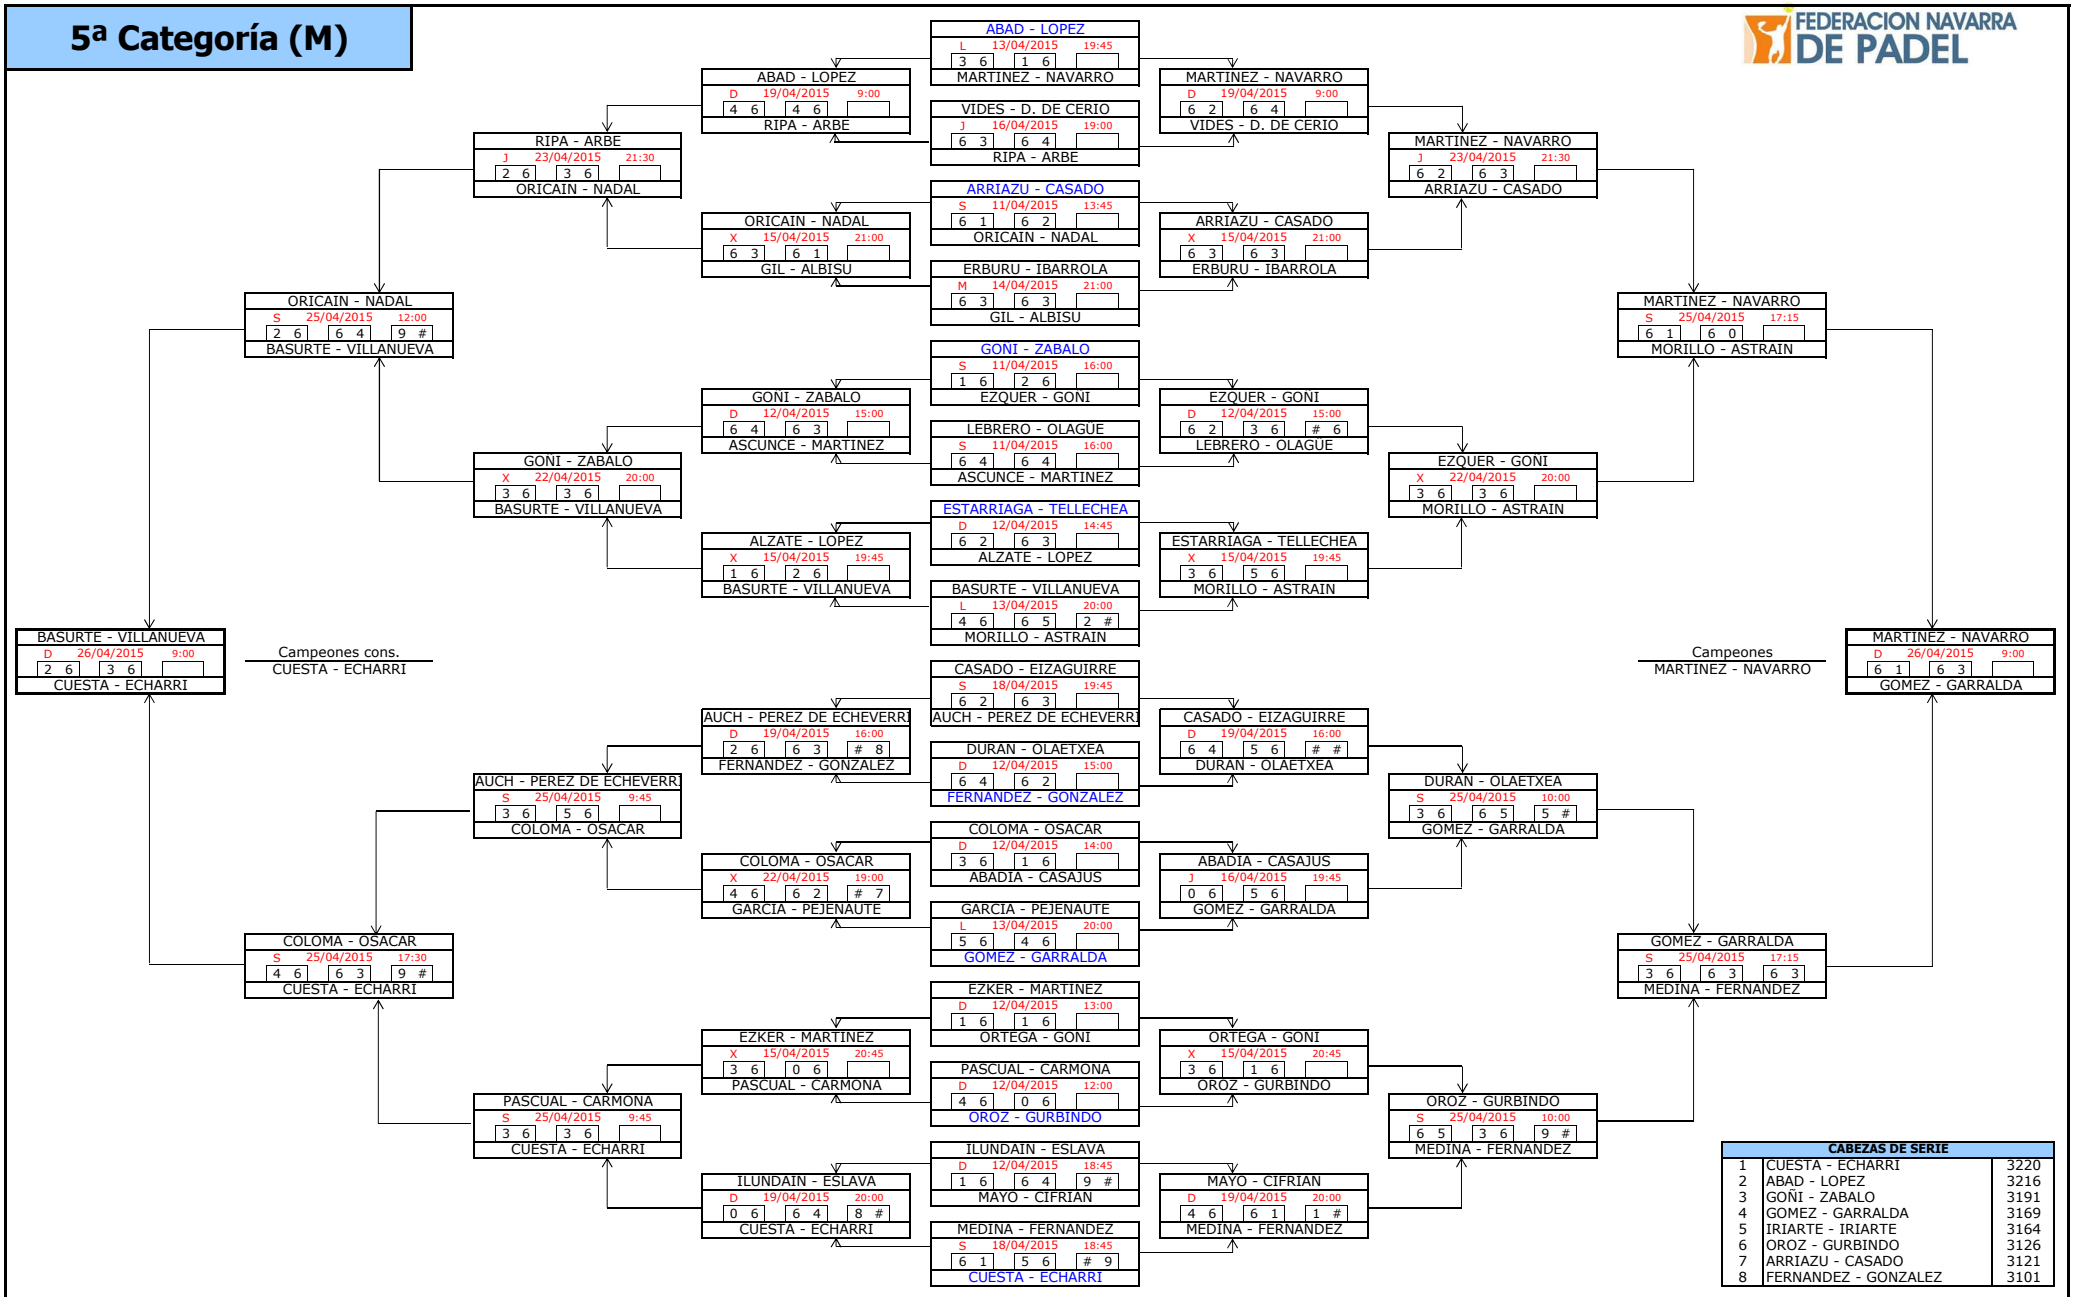 5ª Categoría (M)
FEDERACION NAVARRA
DE PADEL
BASURTE - VILLANUEVA
D 26/04/2015 9:00
2 6 3 6
CUESTA - ECHARRI
Campeones cons.
CUESTA - ECHARRI
ORICAIN - NADAL
S 25/04/2015 12:00
2 6 6 4 9 #
BASURTE - VILLANUEVA
COLOMA - OSACAR
S 25/04/2015 17:30
4 6 6 3 9 #
CUESTA - ECHARRI
RIPA - ARBE
J 23/04/2015 21:30
2 6 3 6
ORICAIN - NADAL
GOÑI - ZABALO
X 22/04/2015 20:00
3 6 3 6
BASURTE - VILLANUEVA
AUCH - PEREZ DE ECHEVERRI
S 25/04/2015 9:45
3 6 5 6
COLOMA - OSACAR
PASCUAL - CARMONA
S 25/04/2015 9:45
3 6 3 6
CUESTA - ECHARRI
ABAD - LOPEZ
D 19/04/2015 9:00
4 6 4 6
RIPA - ARBE
ORICAIN - NADAL
X 15/04/2015 21:00
6 3 6 1
GIL - ALBISU
GOÑI - ZABALO
D 12/04/2015 15:00
6 4 6 3
ASCUNCE - MARTINEZ
ALZATE - LOPEZ
X 15/04/2015 19:45
1 6 2 6
BASURTE - VILLANUEVA
AUCH - PEREZ DE ECHEVERRI
D 19/04/2015 16:00
2 6 6 3 # 8
FERNANDEZ - GONZALEZ
COLOMA - OSACAR
X 22/04/2015 19:00
4 6 6 2 # 7
GARCIA - PEJENAUTE
EZKER - MARTINEZ
X 15/04/2015 20:45
3 6 0 6
PASCUAL - CARMONA
ILUNDAIN - ESLAVA
D 19/04/2015 20:00
0 6 6 4 8 #
CUESTA - ECHARRI
ABAD - LOPEZ
L 13/04/2015 19:45
3 6 1 6
MARTINEZ - NAVARRO
VIDES - D. DE CERIO
J 16/04/2015 19:00
6 3 6 4
RIPA - ARBE
ARRIAZU - CASADO
S 11/04/2015 13:45
6 1 6 2
ORICAIN - NADAL
ERBURU - IBARROLA
M 14/04/2015 21:00
6 3 6 3
GIL - ALBISU
GOÑI - ZABALO
S 11/04/2015 16:00
1 6 2 6
EZQUER - GOÑI
LEBRERO - OLAGÜE
S 11/04/2015 16:00
6 4 6 4
ASCUNCE - MARTINEZ
ESTARRIAGA - TELLECHEA
D 12/04/2015 14:45
6 2 6 3
ALZATE - LOPEZ
BASURTE - VILLANUEVA
L 13/04/2015 20:00
4 6 6 5 2 #
MORILLO - ASTRAIN
CASADO - EIZAGUIRRE
S 18/04/2015 19:45
6 2 6 3
AUCH - PEREZ DE ECHEVERRI
DURAN - OLAETXEA
D 12/04/2015 15:00
6 4 6 2
FERNANDEZ - GONZALEZ
COLOMA - OSACAR
D 12/04/2015 14:00
3 6 1 6
ABADIA - CASAJUS
GARCIA - PEJENAUTE
L 13/04/2015 20:00
5 6 4 6
GOMEZ - GARRALDA
EZKER - MARTINEZ
D 12/04/2015 13:00
1 6 1 6
ORTEGA - GOÑI
PASCUAL - CARMONA
D 12/04/2015 12:00
4 6 0 6
OROZ - GURBINDO
ILUNDAIN - ESLAVA
D 12/04/2015 18:45
1 6 6 4 9 #
MAYO - CIFRIAN
MEDINA - FERNANDEZ
S 18/04/2015 18:45
6 1 5 6 # 9
CUESTA - ECHARRI
MARTINEZ - NAVARRO
D 19/04/2015 9:00
6 2 6 4
VIDES - D. DE CERIO
ARRIAZU - CASADO
X 15/04/2015 21:00
6 3 6 3
ERBURU - IBARROLA
EZQUER - GOÑI
D 12/04/2015 15:00
6 2 3 6 # 6
LEBRERO - OLAGÜE
ESTARRIAGA - TELLECHEA
X 15/04/2015 19:45
3 6 5 6
MORILLO - ASTRAIN
CASADO - EIZAGUIRRE
D 19/04/2015 16:00
6 4 5 6 # #
DURAN - OLAETXEA
ABADIA - CASAJUS
J 16/04/2015 19:45
0 6 5 6
GOMEZ - GARRALDA
ORTEGA - GOÑI
X 15/04/2015 20:45
3 6 1 6
OROZ - GURBINDO
MAYO - CIFRIAN
D 19/04/2015 20:00
4 6 6 1 1 #
MEDINA - FERNANDEZ
MARTINEZ - NAVARRO
J 23/04/2015 21:30
6 2 6 3
ARRIAZU - CASADO
EZQUER - GOÑI
X 22/04/2015 20:00
3 6 3 6
MORILLO - ASTRAIN
DURAN - OLAETXEA
S 25/04/2015 10:00
3 6 6 5 5 #
GOMEZ - GARRALDA
OROZ - GURBINDO
S 25/04/2015 10:00
6 5 3 6 9 #
MEDINA - FERNANDEZ
MARTINEZ - NAVARRO
S 25/04/2015 17:15
6 1 6 0
MORILLO - ASTRAIN
GOMEZ - GARRALDA
S 25/04/2015 17:15
3 6 6 3 6 3
MEDINA - FERNANDEZ
Campeones
MARTINEZ - NAVARRO
MARTINEZ - NAVARRO
D 26/04/2015 9:00
6 1 6 3
GOMEZ - GARRALDA
CABEZAS DE SERIE
1 CUESTA - ECHARRI 3220
2 ABAD - LOPEZ 3216
3 GOÑI - ZABALO 3191
4 GOMEZ - GARRALDA 3169
5 IRIARTE - IRIARTE 3164
6 OROZ - GURBINDO 3126
7 ARRIAZU - CASADO 3121
8 FERNANDEZ - GONZALEZ 3101